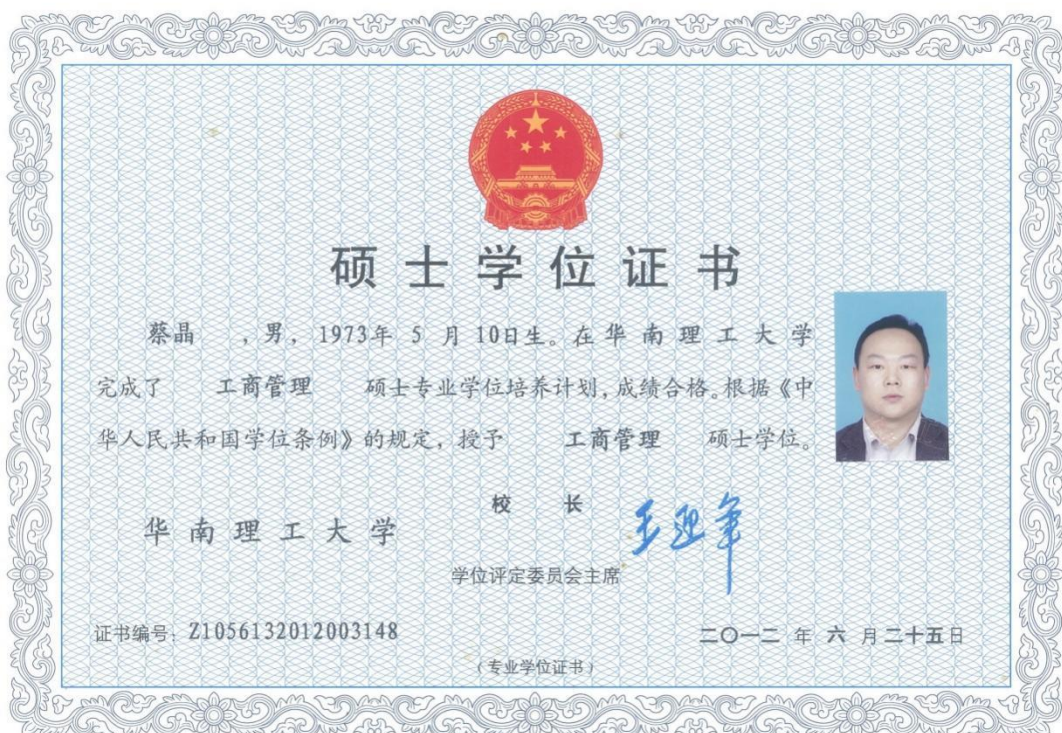 硕士学位证书
蔡晶 ，男，1973年 5 月 10日生。在华南理工大学
完成了 工商管理 硕士专业学位培养计划，成绩合格。根据《中
华人民共和国学位条例》的规定，授予 工商管理 硕士学位。
校 长 王迎军
华南理工大学
学位评定委员会主席
证书编号：Z1056132012003148
二〇一二 年 六 月 二十五日
（专业学位证书）